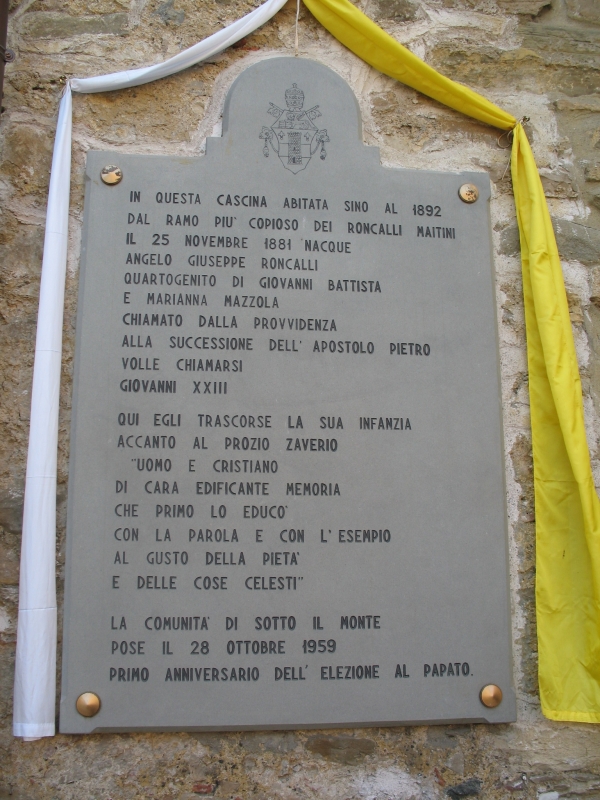 IN QUESTA CASCINA ABITATA SINO AL 1892
DAL RAMO PIU' COPIOSO DEI RONCALLI MAITINI
IL 25 NOVEMBRE 1881 NACQUE
ANGELO GIUSEPPE RONCALLI
QUARTOGENITO DI GIOVANNI BATTISTA
E MARIANNA MAZZOLA
CHIAMATO DALLA PROVVIDENZA
ALLA SUCCESSIONE DELL' APOSTOLO PIETRO
VOLLE CHIAMARSI
GIOVANNI XXIII
QUI EGLI TRASCORSE LA SUA INFANZIA
ACCANTO AL PROZIO ZAVERIO
"UOMO E CRISTIANO
DI CARA EDIFICANTE MEMORIA
CHE PRIMO LO EDUCO'
CON LA PAROLA E CON L'ESEMPIO
AL GUSTO DELLA PIETA'
E DELLE COSE CELESTI"
LA COMUNITA' DI SOTTO IL MONTE
POSE IL 28 OTTOBRE 1959
PRIMO ANNIVERSARIO DELL' ELEZIONE AL PAPATO.